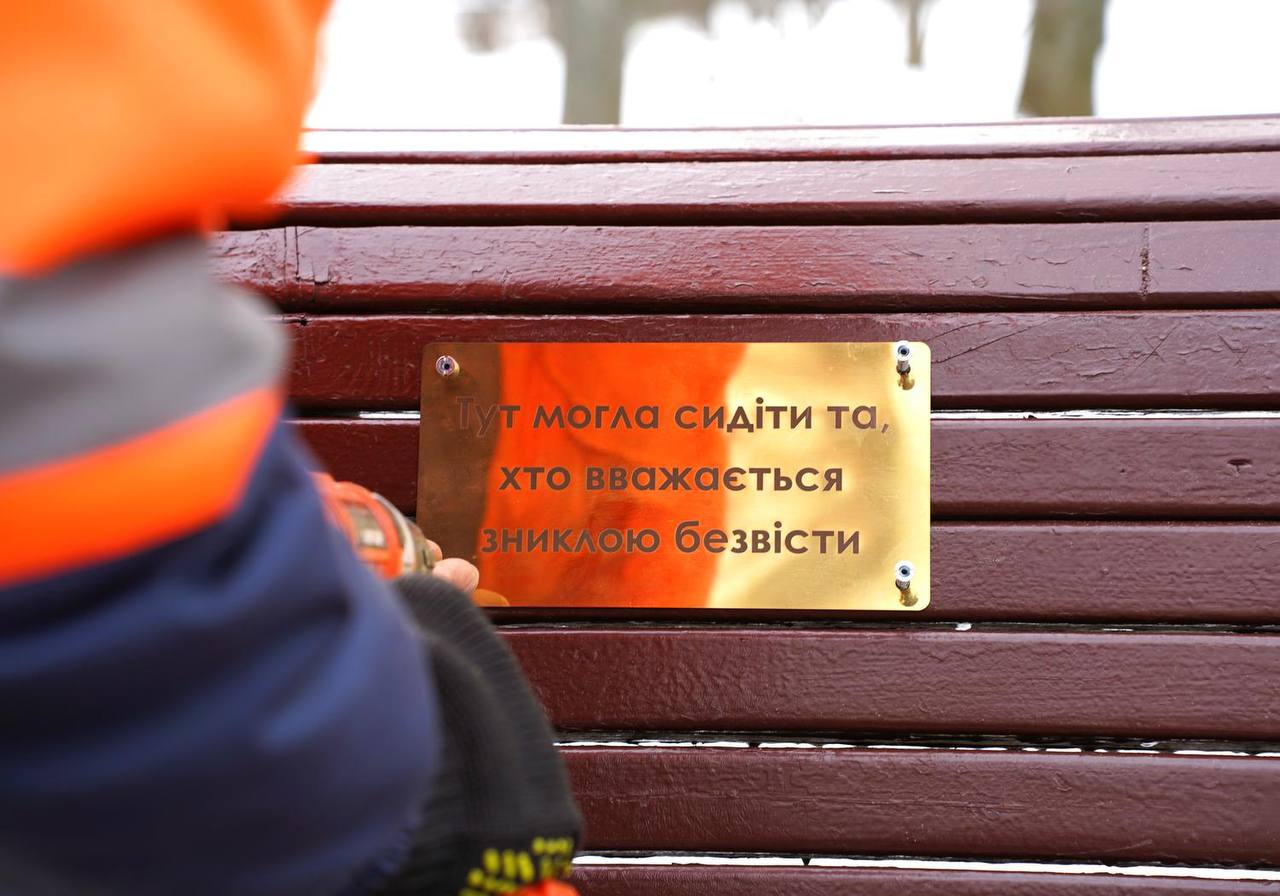 Тут могла сидіти та,
хто вважається
зниклою безвісти